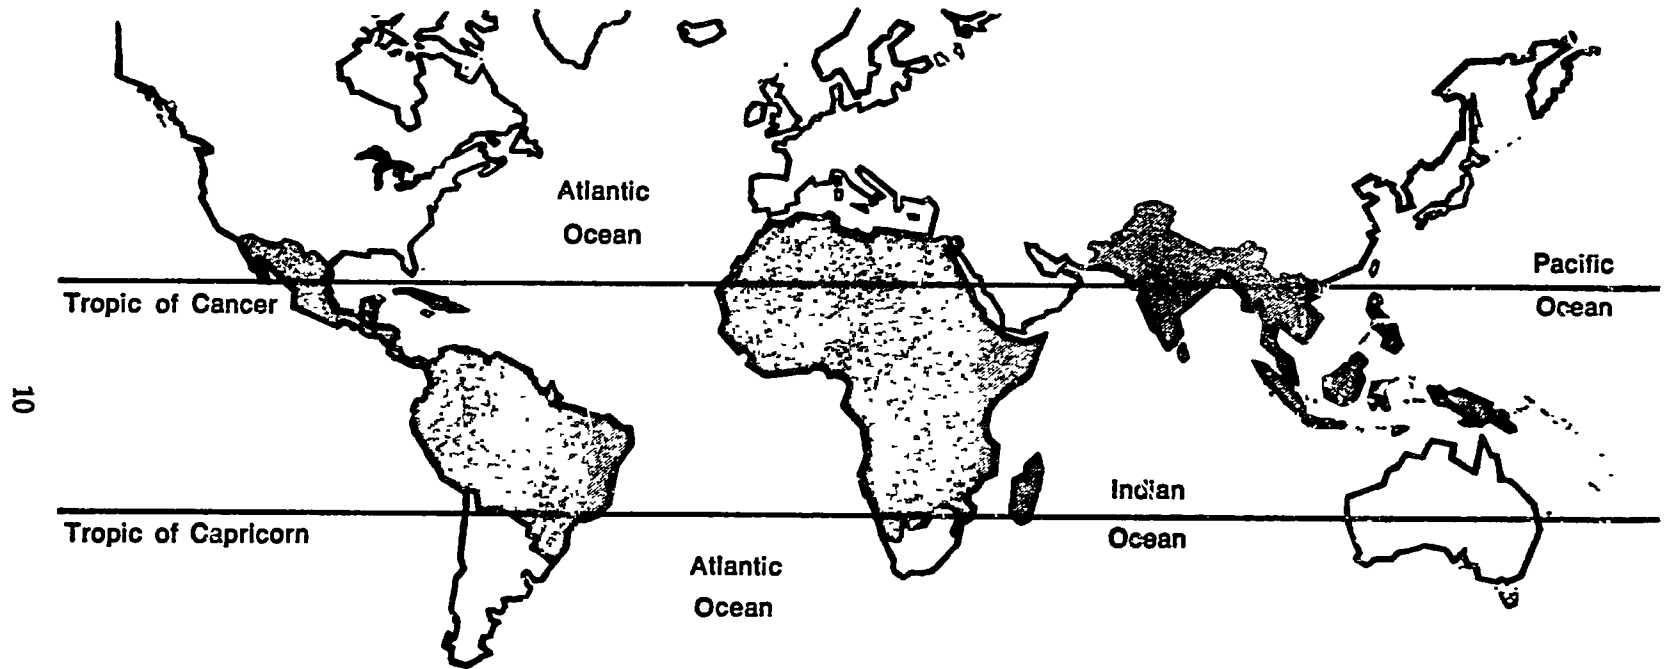 Atlantic
Ocean
Pacific
Ocean
Tropic of Cancer
10
Indian
Ocean
Tropic of Capricorn
Atlantic
Ocean